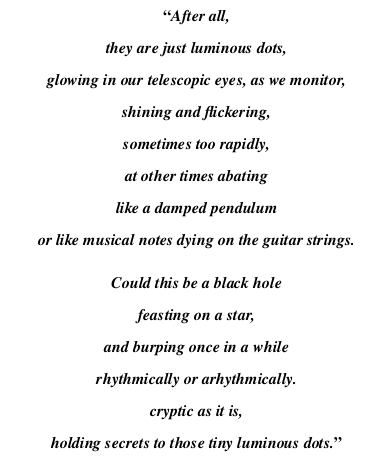 “After all,
they are just luminous dots,
glowing in our telescopic eyes, as we monitor,
shining and flickering,
sometimes too rapidly,
at other times abating
like a damped pendulum
or like musical notes dying on the guitar strings.
Could this be a black hole
feasting on a star,
and burping once in a while
rhythmically or arhythmically.
cryptic as it is,
holding secrets to those tiny luminous dots.”